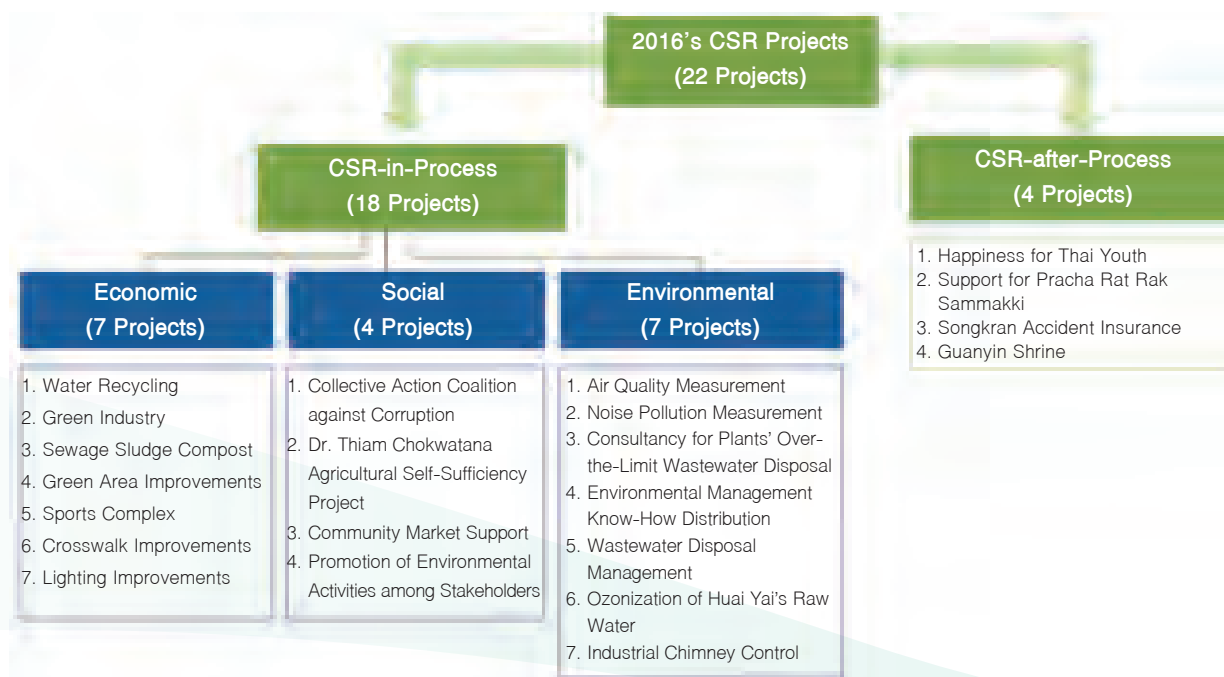 2016's CSR Projects
(22 Projects)
CSR-in-Process
(18 Projects)
CSR-after-Process
(4 Projects)
1. Happiness for Thai Youth
2. Support for Pracha Rat Rak
Sammakki
3. Songkran Accident Insurance
4. Guanyin Shrine
Economic
(7 Projects)
1. Water Recycling
2. Green Industry
3. Sewage Sludge Compost
4. Green Area Improvements
5. Sports Complex
6. Crosswalk Improvements
7. Lighting Improvements
Social
(4 Projects)
1. Collective Action Coalition
against Corruption
2. Dr. Thiam Chokwatana
Agricultural Self-Sufficiency
Project
3. Community Market Support
4. Promotion of Environmental
Activities among Stakeholders
Environmental
(7 Projects)
1. Air Quality Measurement
2. Noise Pollution Measurement
3. Consultancy for Plants' Over-
the-Limit Wastewater Disposal
4. Environmental Management
Know-How Distribution
5. Wastewater Disposal
Management
6. Ozonization of Huai Yai's Raw
Water
7. Industrial Chimney Control